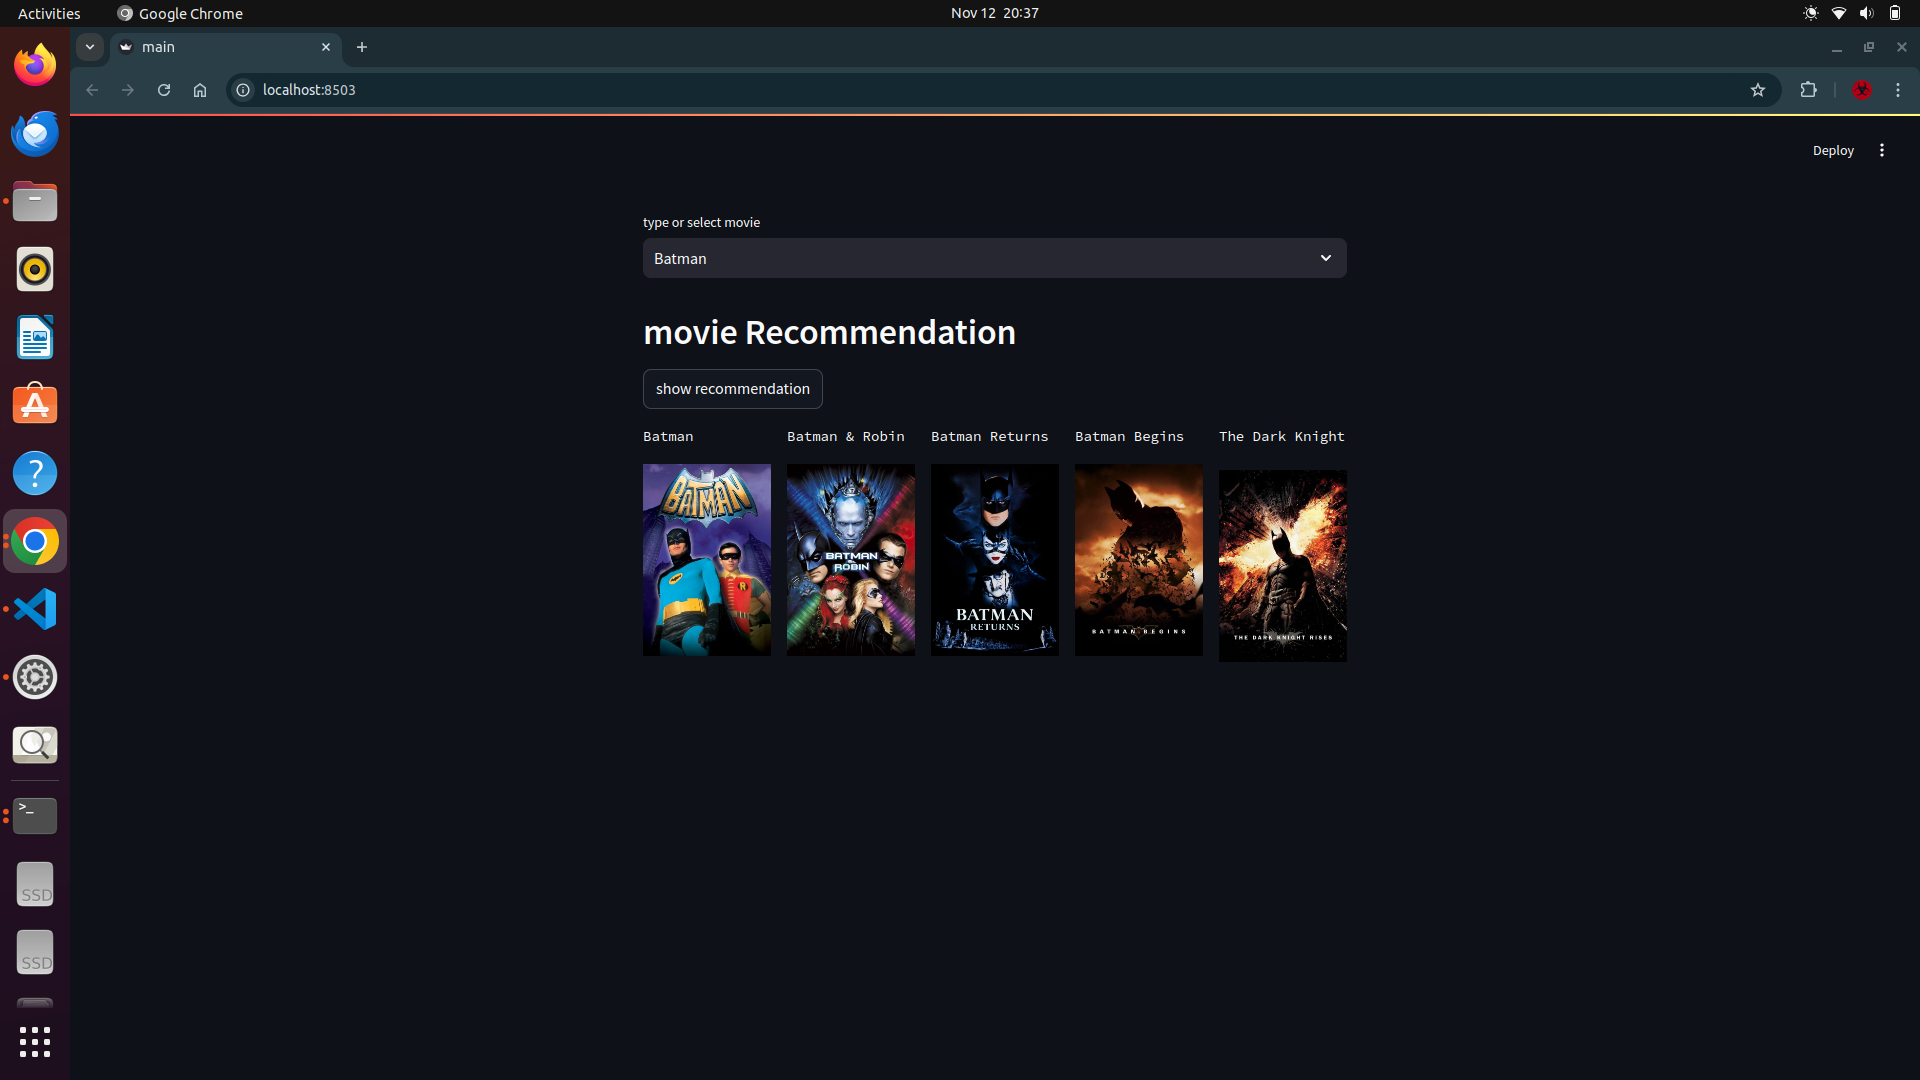 Activities
Google Chrome
Nov 12 20:37
main
localhost:8503
Deploy
type or select movie
Batman
movie Recommendation
show recommendation
Batman
Batman & Robin
Batman Returns
Batman Begins
The Dark Knight
BATMAN
R
BATMAN
ROBIN
BATMAN
RETURNS
BATMAN BEGINS
THE DARK KNIGHT RISES
?
>_
SSD
SSD